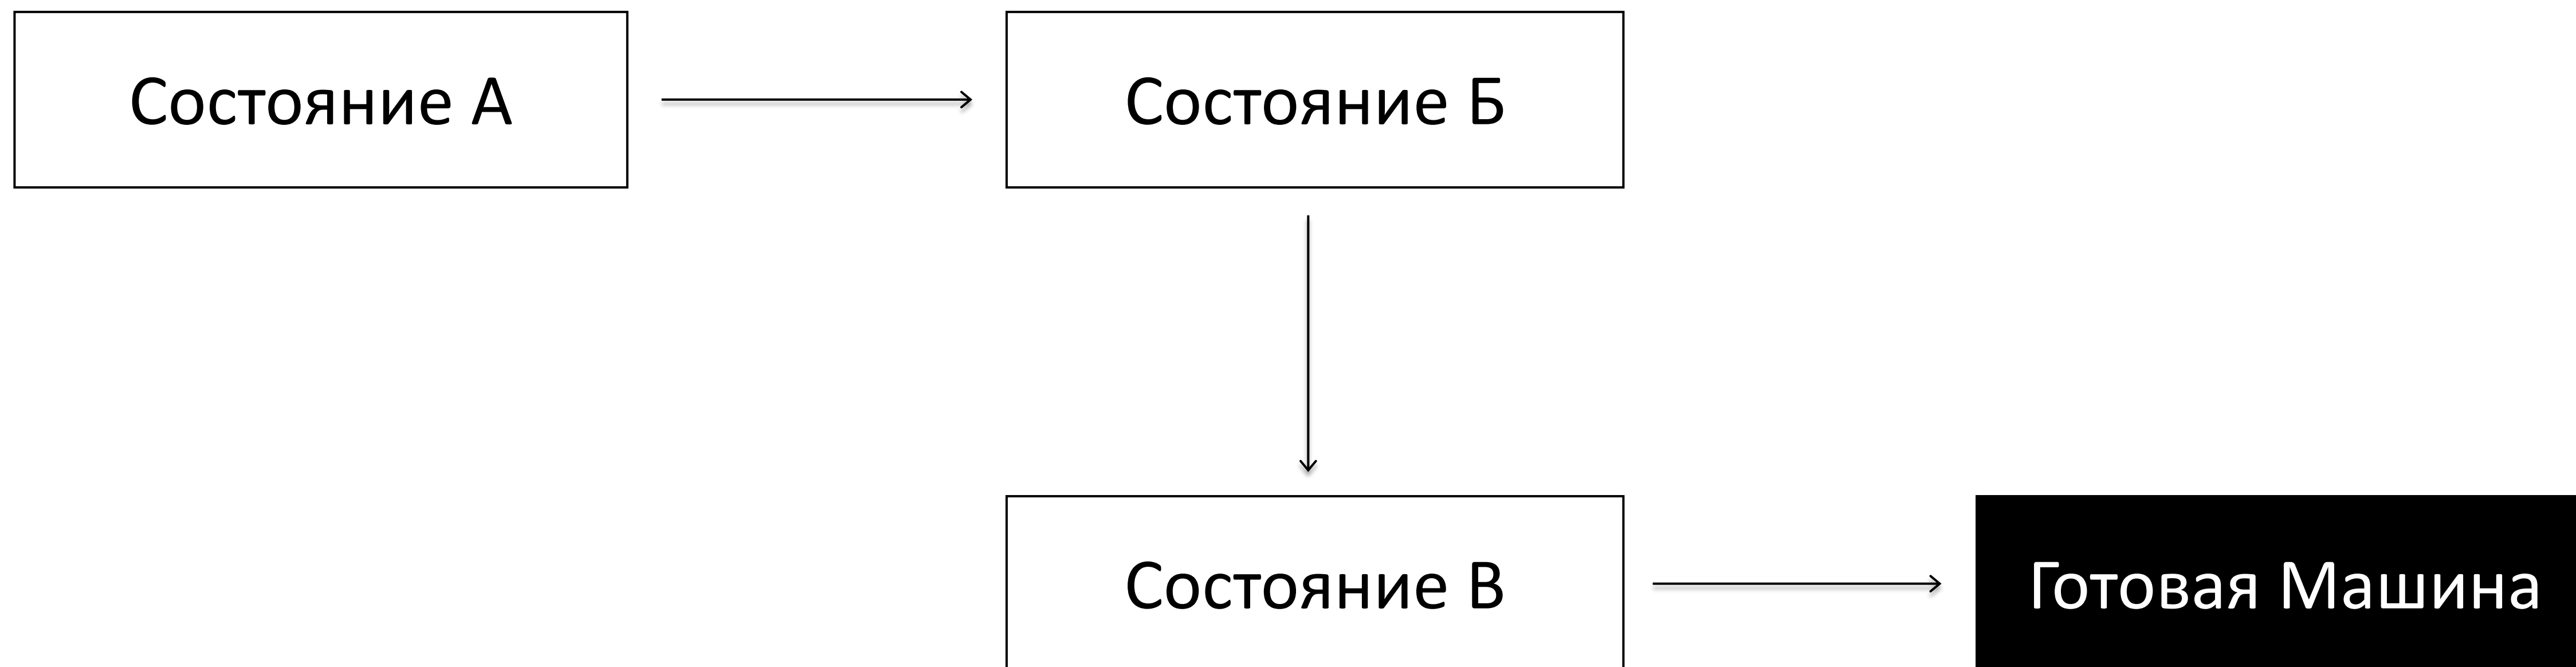 Состояние А
Состояние Б
Состояние В
Готовая Машина